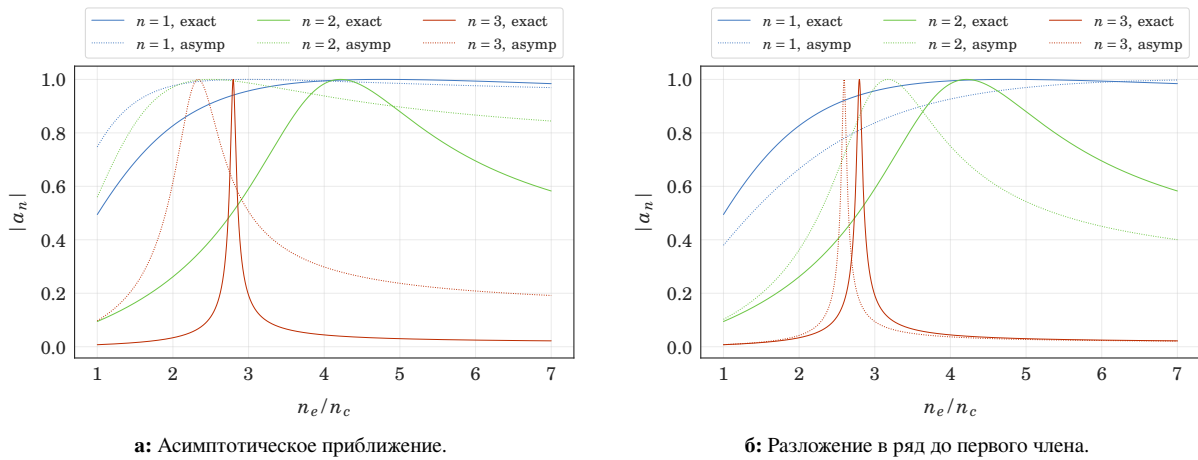 n = 1, exact n = 2, exact n = 3, exact
n = 1, asymp n = 2, asymp n = 3, asymp
1.0
0.8
0.6
0.4
0.2
0.0
|a_n|
1 2 3 4 5 6 7
n_e/n_c
а: Асимптотическое приближение.
n = 1, exact n = 2, exact n = 3, exact
n = 1, asymp n = 2, asymp n = 3, asymp
1.0
0.8
0.6
0.4
0.2
0.0
|a_n|
1 2 3 4 5 6 7
n_e/n_c
б: Разложение в ряд до первого члена.